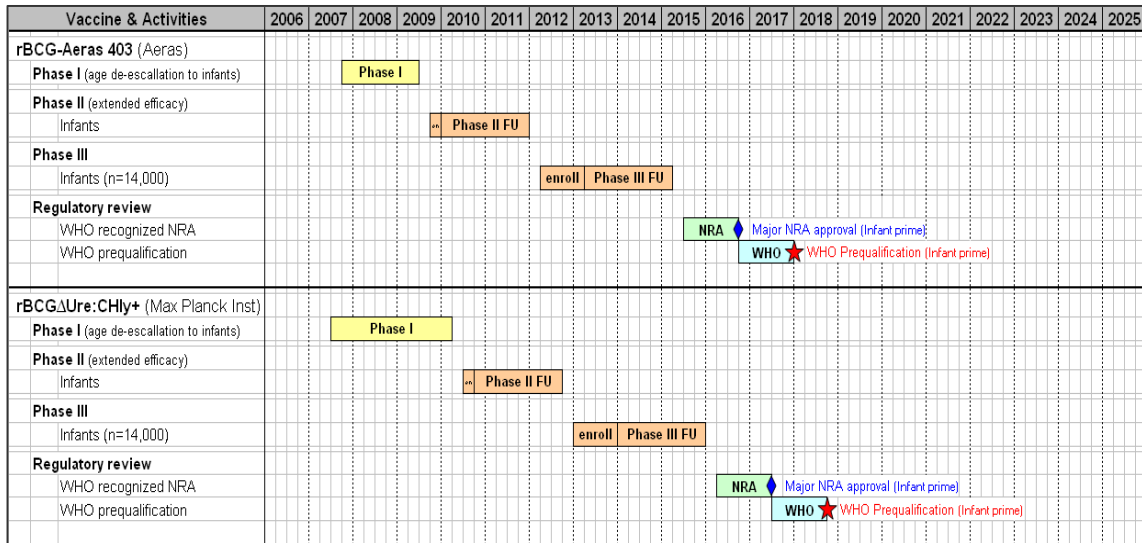 Vaccine & Activities 2006 2007 2008 2009 2010 2011 2012 2013 2014 2015 2016 2017 2018 2019 2020 2021 2022 2023 2024 2025
rBCG-Aeras 403 (Aeras)
Phase I (age de-escallation to infants) Phase I
Phase II (extended efficacy)
Infants en Phase II FU
Phase III
Infants (n=14,000) enroll Phase III FU
Regulatory review
WHO recognized NRA NRA Major NRA approval (Infant prime)
WHO prequalification WHO WHO Prequalification (Infant prime)
rBCGΔUre:CHly+ (Max Planck Inst)
Phase I (age de-escallation to infants) Phase I
Phase II (extended efficacy)
Infants en Phase II FU
Phase III
Infants (n=14,000) enroll Phase III FU
Regulatory review
WHO recognized NRA NRA Major NRA approval (Infant prime)
WHO prequalification WHO WHO Prequalification (Infant prime)